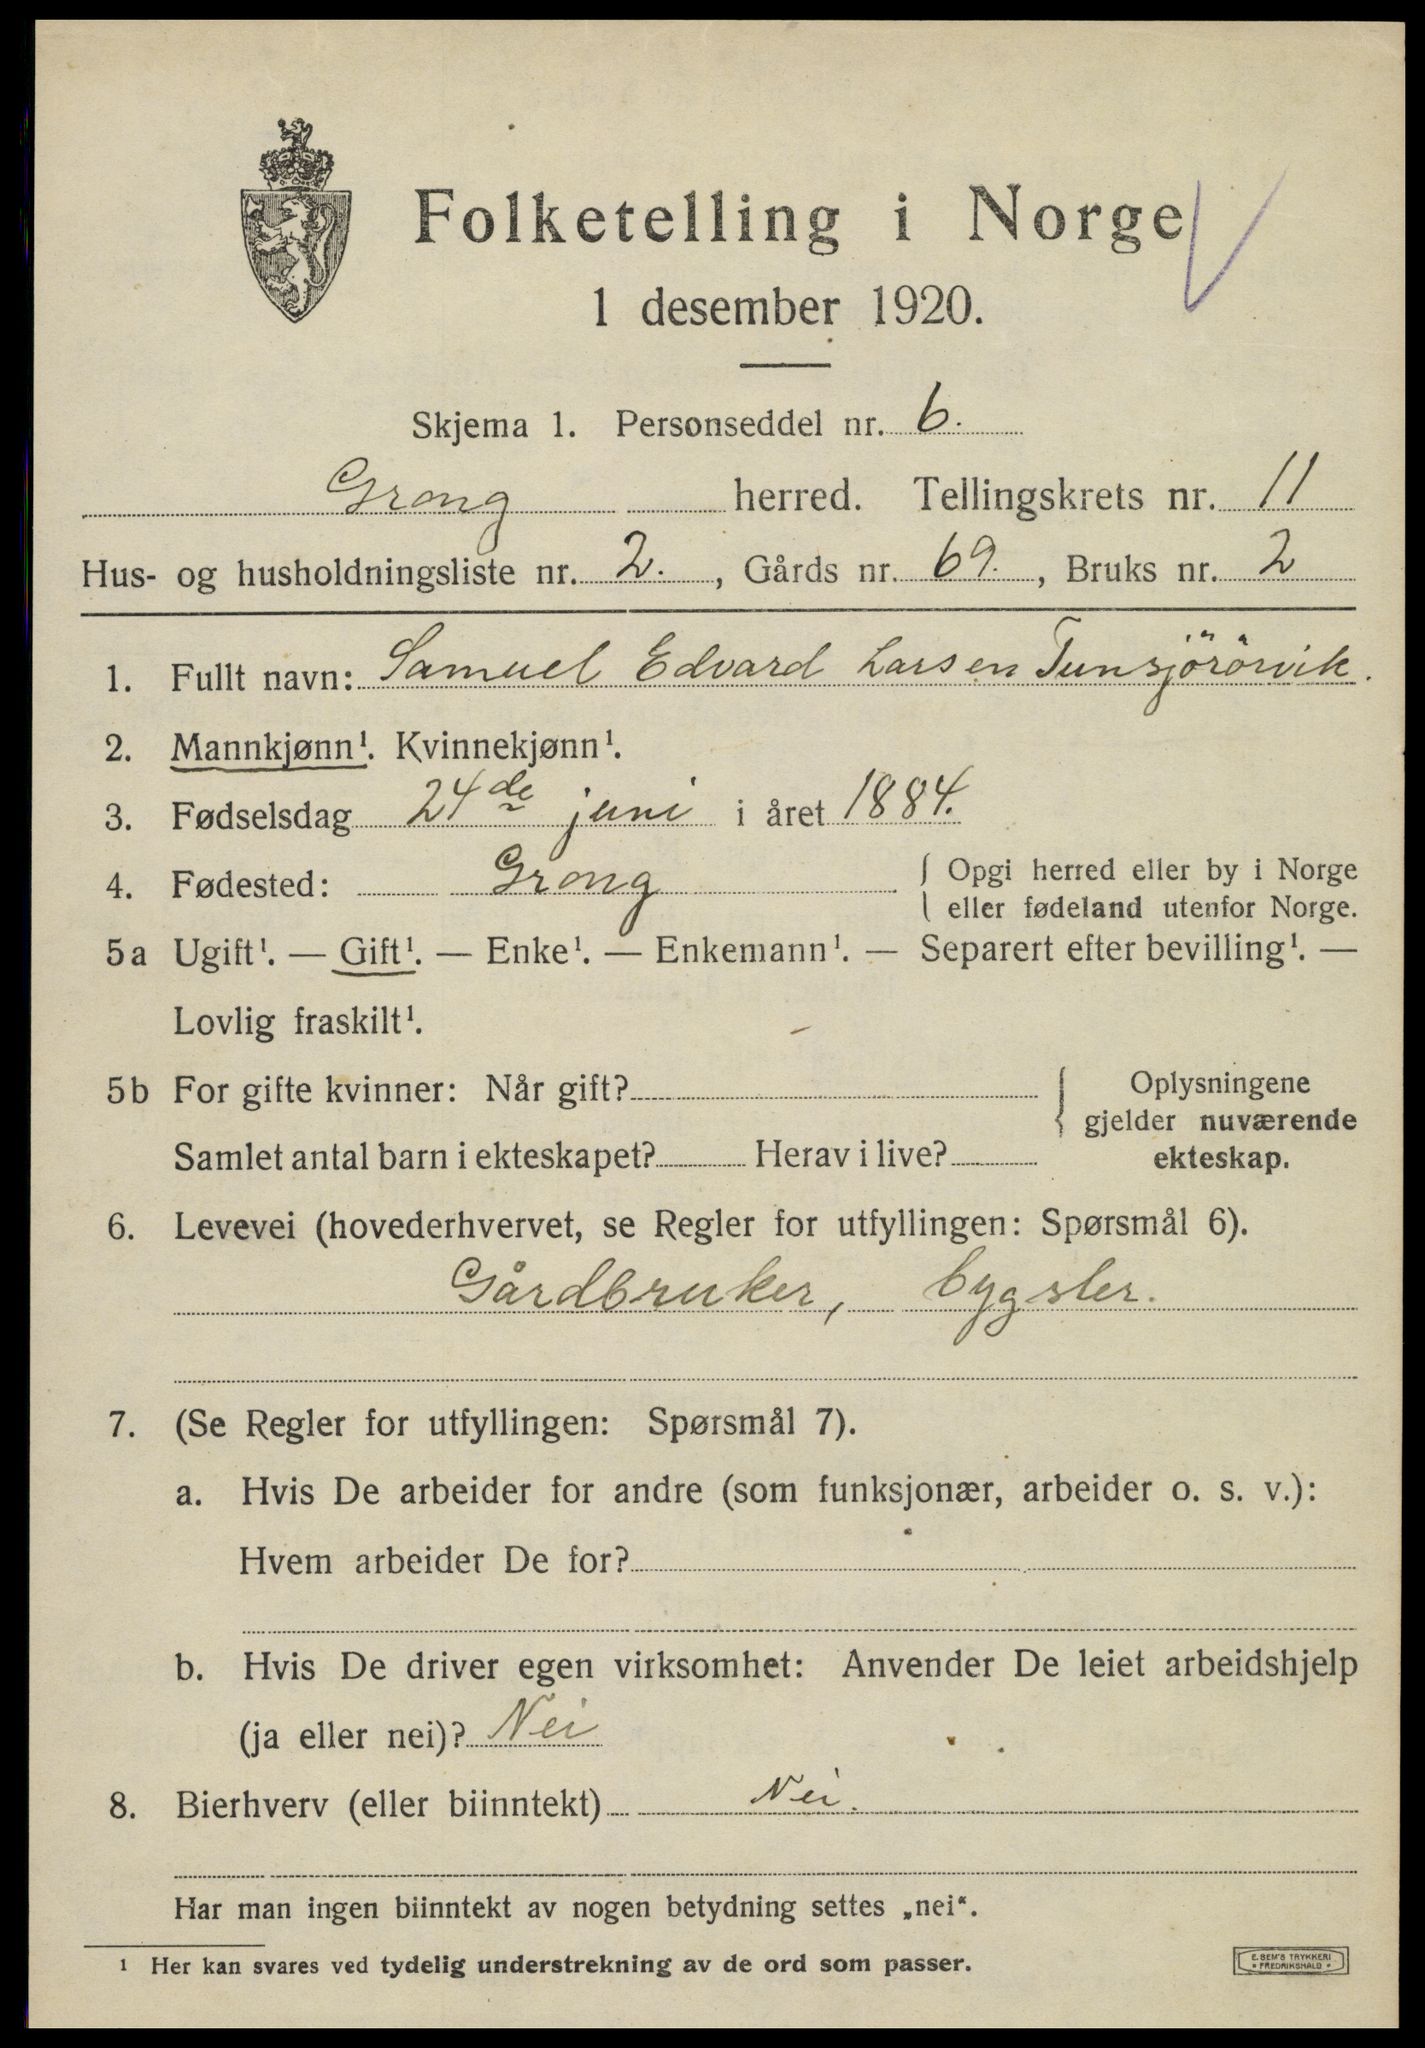 Folketelling i Norge
1 desember 1920.
Skjema 1. Personseddel nr. 6.
Grong herred. Tellingskrets nr. 11
Hus- og husholdningsliste nr. 2. , Gårds nr. 69. , Bruks nr. 2
1. Fullt navn: Samuel Edvard Larsen Tunsjörörvik.
2. Mannkjønn¹. Kvinnekjønn¹.
3. Fødselsdag 24de juni i året 1884.
4. Fødested: Grong { Opgi herred eller by i Norge
eller fødeland utenfor Norge.
5a Ugift¹. — Gift¹. — Enke¹. — Enkemann¹. — Separert efter bevilling¹. —
Lovlig fraskilt¹.
5b For gifte kvinner: Når gift? { Oplysningene
gjelder nuværende
Samlet antal barn i ekteskapet? Herav i live? ekteskap.
6. Levevei (hovederhvervet, se Regler for utfyllingen: Spørsmål 6).
Gårdbruker, bygsler.
7. (Se Regler for utfyllingen: Spørsmål 7).
a. Hvis De arbeider for andre (som funksjonær, arbeider o. s. v.):
Hvem arbeider De for?
b. Hvis De driver egen virksomhet: Anvender De leiet arbeidshjelp
(ja eller nei)? Nei
8. Bierhverv (eller biinntekt) Nei.
Har man ingen biinntekt av nogen betydning settes „nei“.
¹ Her kan svares ved tydelig understrekning av de ord som passer.
E. SEM'S TRYKKERI
• FREDRIKSHALD •